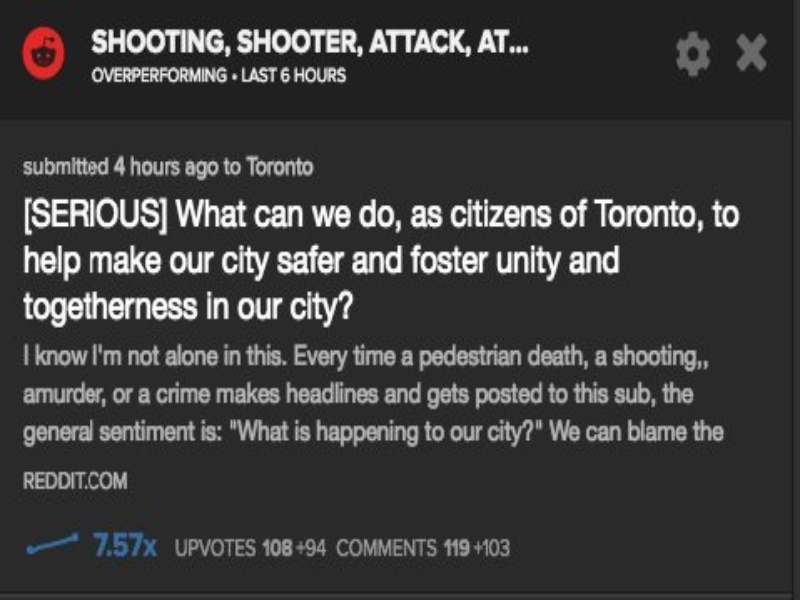 SHOOTING, SHOOTER, ATTACK, AT...
OVERPERFORMING • LAST 6 HOURS
submitted 4 hours ago to Toronto
[SERIOUS] What can we do, as citizens of Toronto, to
help make our city safer and foster unity and
togetherness in our city?
I know I'm not alone in this. Every time a pedestrian death, a shooting,,
amurder, or a crime makes headlines and gets posted to this sub, the
general sentiment is: "What is happening to our city?" We can blame the
REDDIT.COM
7.57x UPVOTES 108 +94 COMMENTS 119 +103